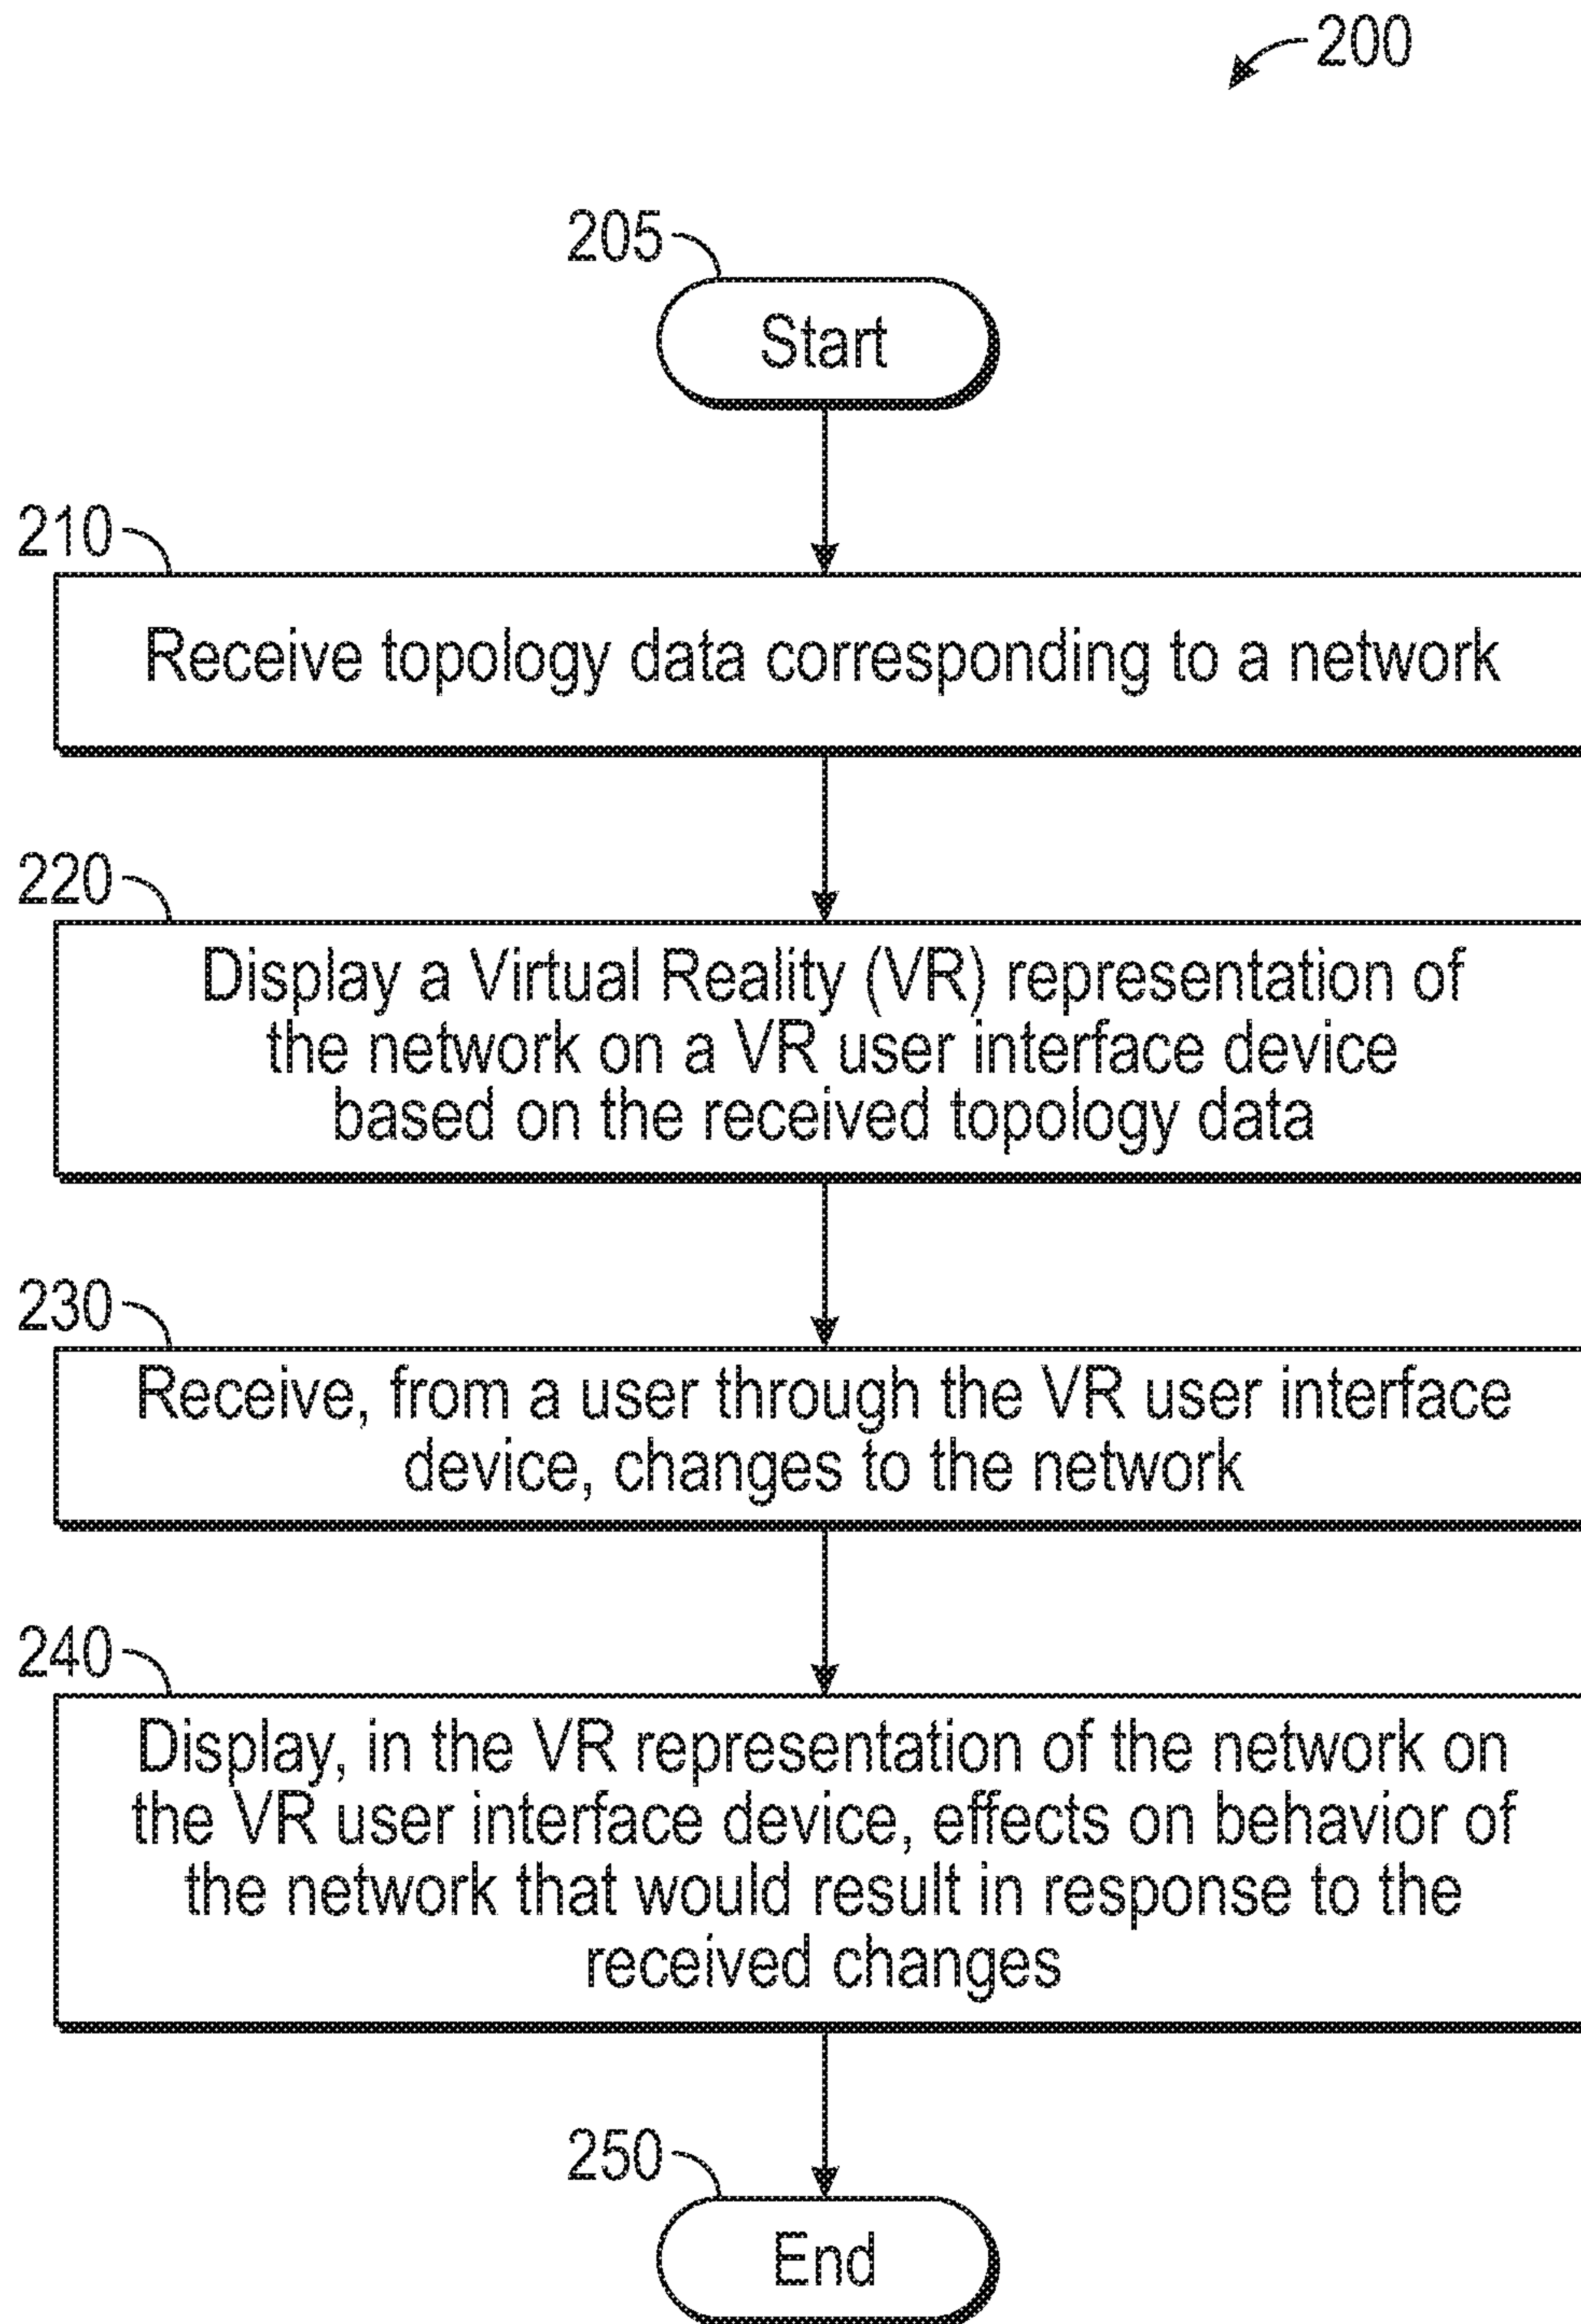 200
205
Start
210
Receive topology data corresponding to a network
220
Display a Virtual Reality (VR) representation of
the network on a VR user interface device
based on the received topology data
230
Receive, from a user through the VR user interface
device, changes to the network
240
Display, in the VR representation of the network on
the VR user interface device, effects on behavior of
the network that would result in response to the
received changes
250
End